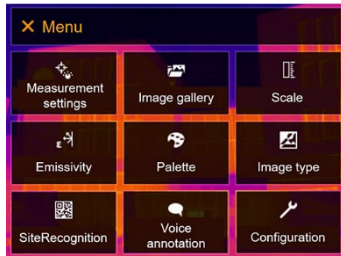 × Menu
Measurement
settings
Image gallery
Scale
ε
Emissivity
Palette
Image type
SiteRecognition
Voice
annotation
Configuration